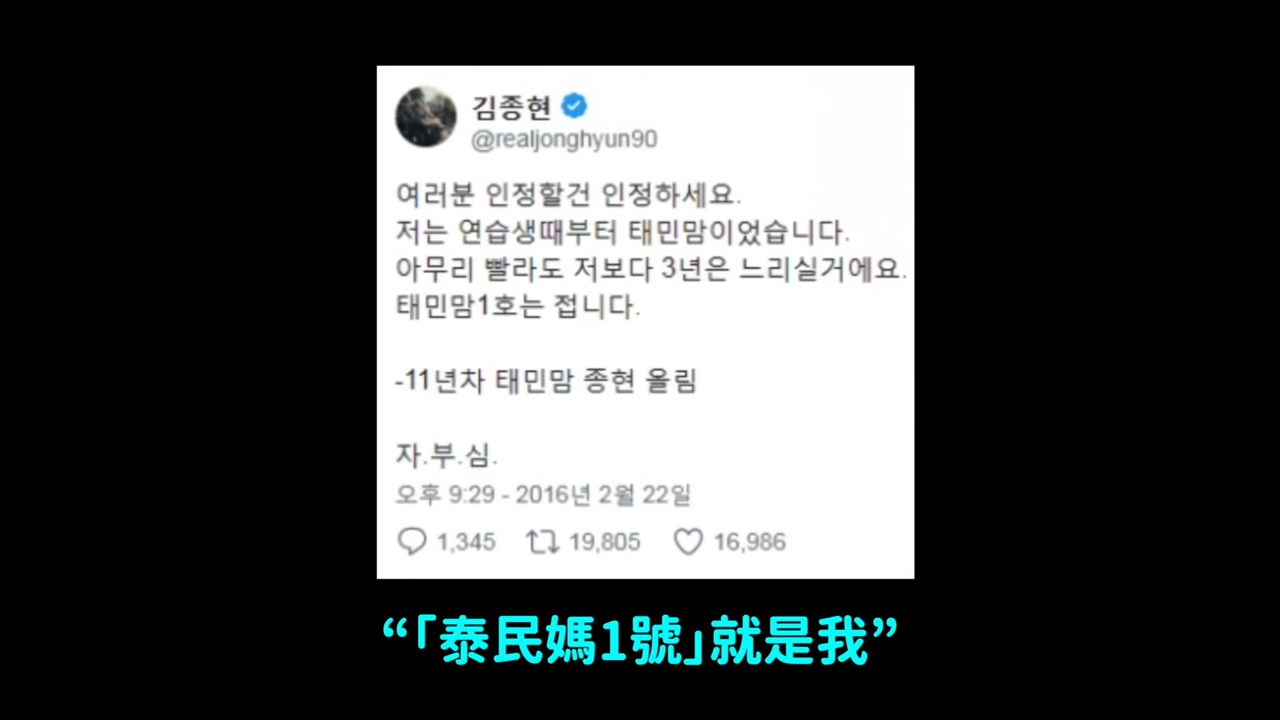 김종현
@realjonghyun90
여러분 인정할건 인정하세요.
저는 연습생때부터 태민맘이었습니다.
아무리 빨라도 저보다 3년은 느리실거에요.
태민맘1호는 접니다.
-11년차 태민맘 종현 올림
자.부.심.
오후 9:29 - 2016년 2월 22일
1,345 19,805 16,986
“「泰民媽1號」就是我”